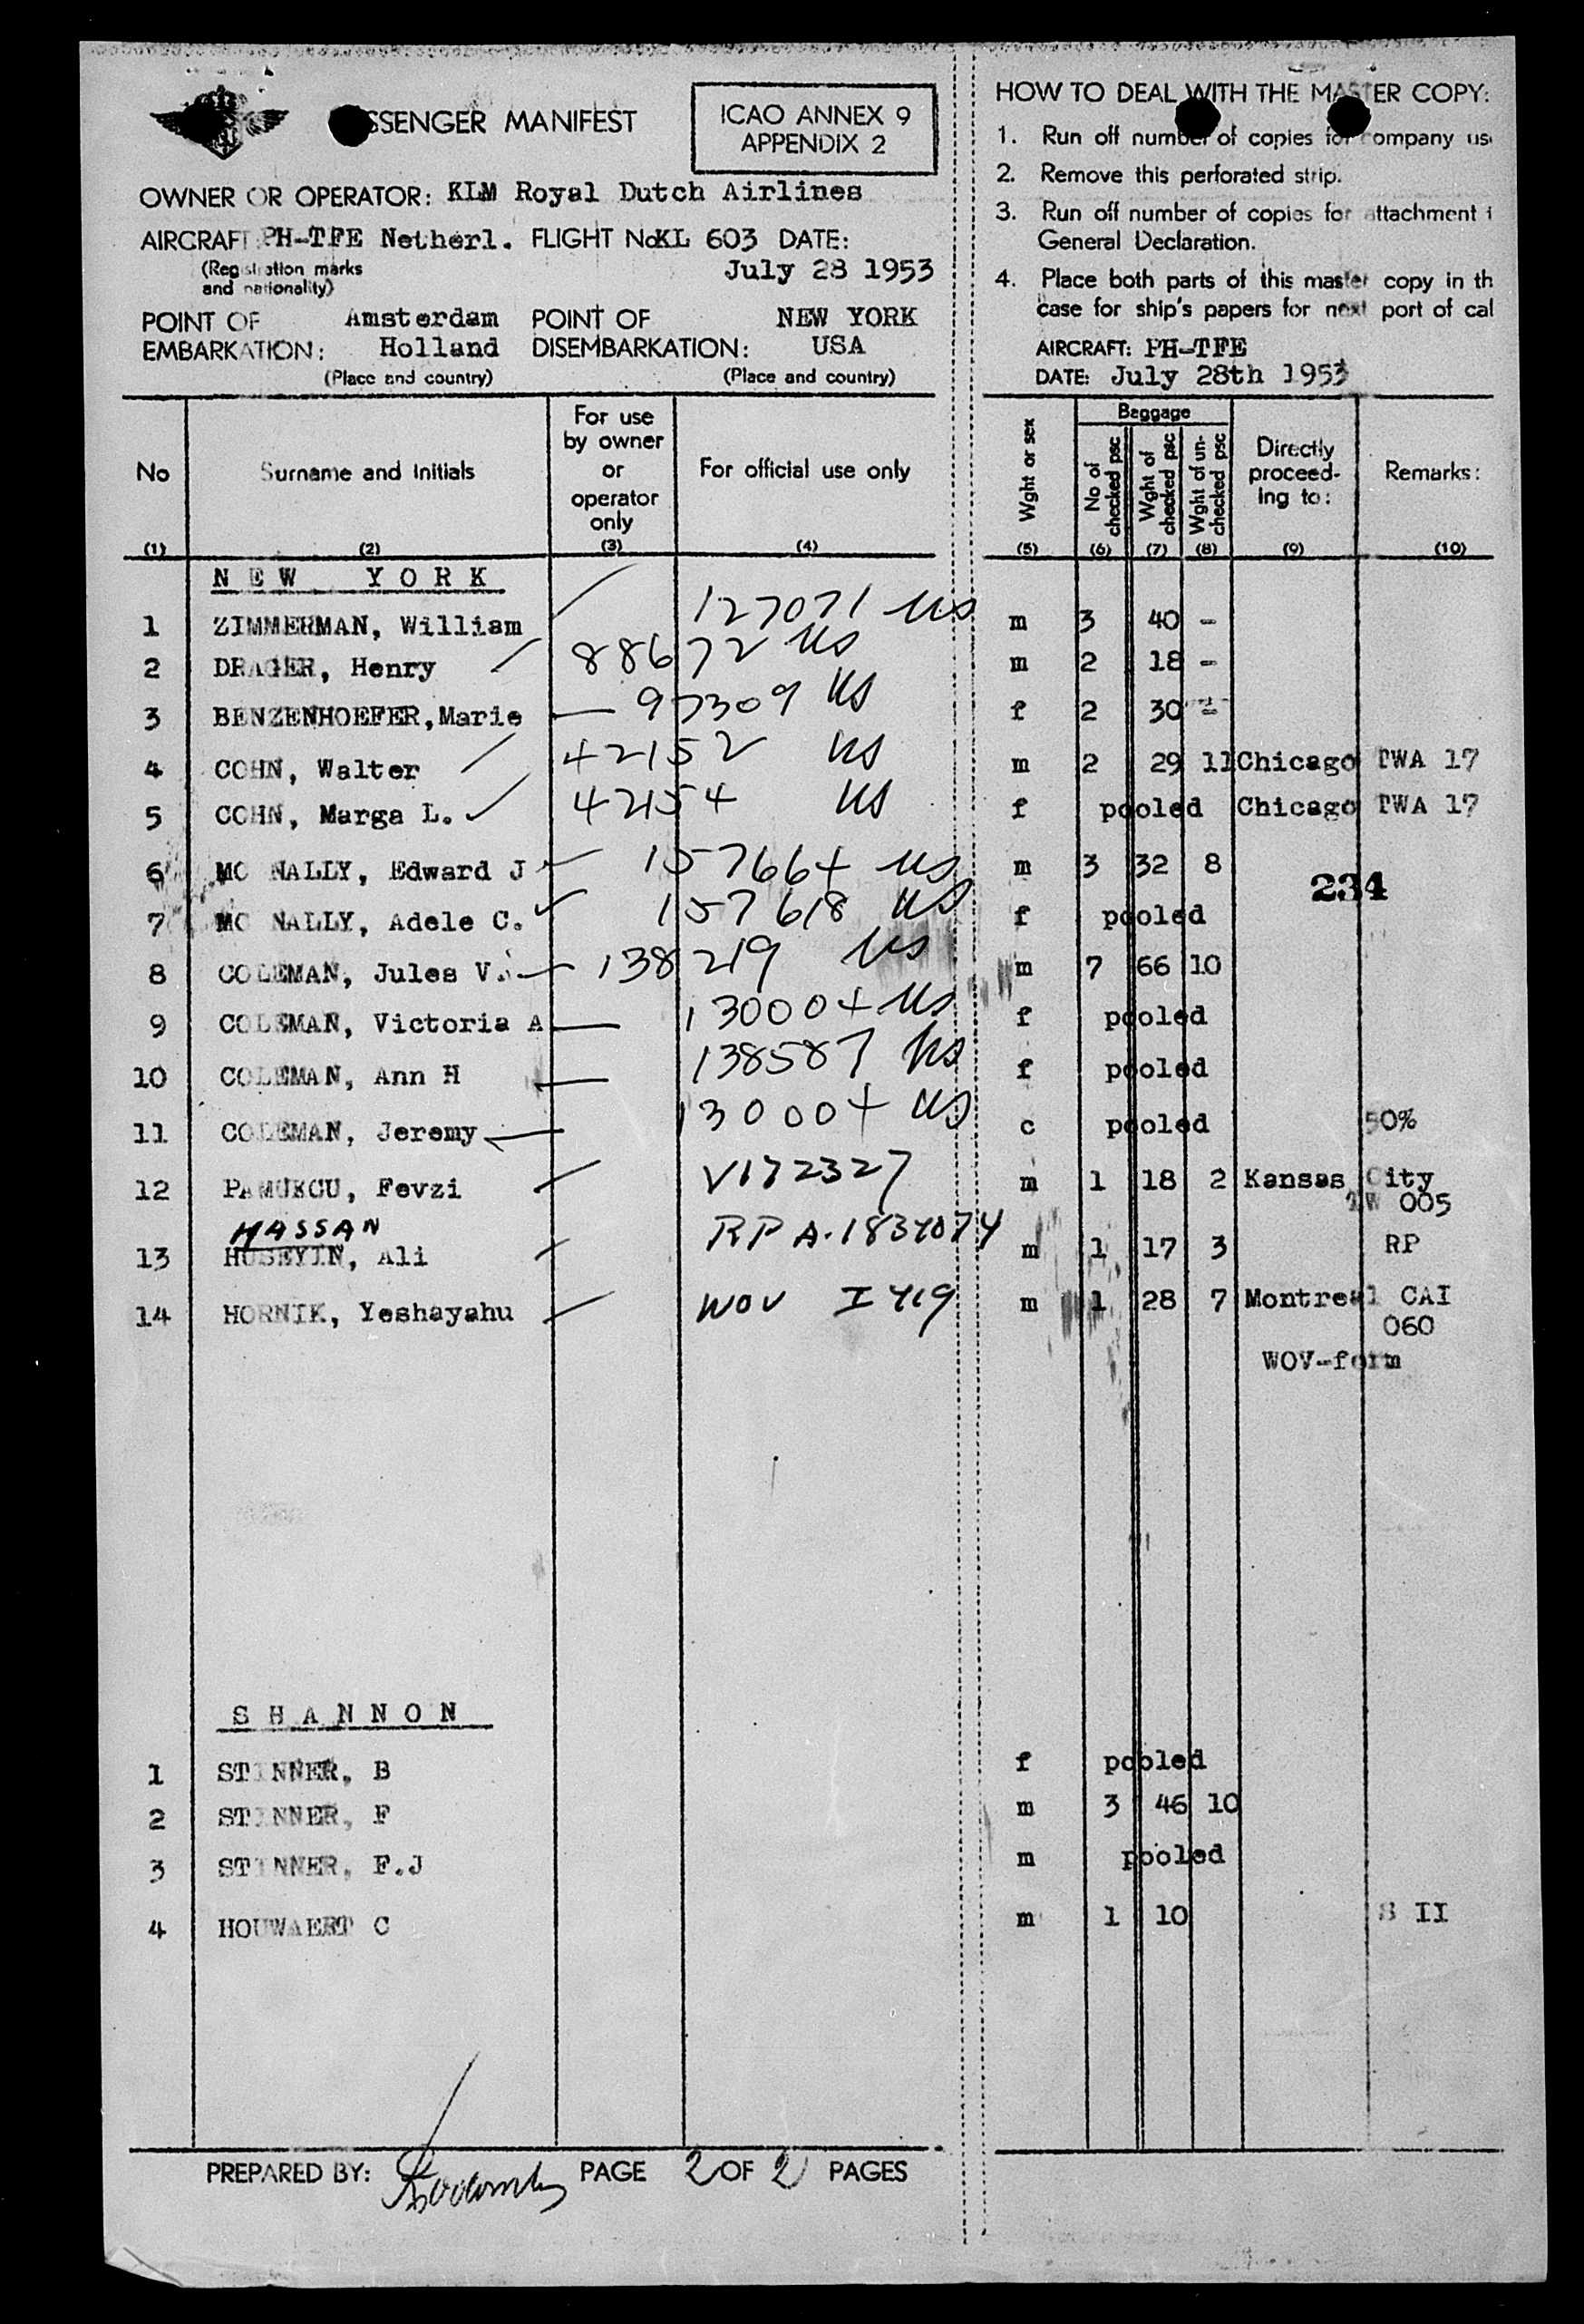 PASSENGER MANIFEST
ICAO ANNEX 9
APPENDIX 2
OWNER OR OPERATOR: KLM Royal Dutch Airlines
AIRCRAFT PH-TFE Netherl. FLIGHT No KL 603 DATE:
(Registration marks
and nationality)
July 28 1953
POINT OF Amsterdam POINT OF NEW YORK
EMBARKATION: Holland DISEMBARKATION: USA
(Place and country) (Place and country)
HOW TO DEAL WITH THE MASTER COPY:
1. Run off number of copies for company us
2. Remove this perforated strip.
3. Run off number of copies for attachment
General Declaration.
4. Place both parts of this master copy in th
case for ship's papers for next port of cal
AIRCRAFT: PH-TFE
DATE: July 28th 1953
No Surname and Initials For use by owner or operator only For official use only Wght or sex Baggage No of checked psc Wght of checked psc Wght of un-checked psc Directly proceed-ing to: Remarks:
(1) (2) (3) (4) (5) (6) (7) (8) (9) (10)
NEW YORK
1 ZIMMERMAN, William 127071 US m 3 40 -
2 DRAGER, Henry 88672 US m 2 18 -
3 BENZENHOEFER, Marie 97309 US f 2 30 -
4 COHN, Walter 42152 US m 2 29 11 Chicago TWA 17
5 COHN, Marga L. 42154 US f pooled Chicago TWA 17
6 MC NALLY, Edward J 157664 US m 3 32 8
234
7 MC NALLY, Adele C. 157618 US f pooled
8 COLEMAN, Jules V. 138219 US m 7 66 10
9 COLEMAN, Victoria A 130004 US f pooled
10 COLEMAN, Ann H 138587 US f pooled
11 COLEMAN, Jeremy 130004 US c pooled 50%
12 PAMUKCU, Fevzi V172327 m 1 18 2 Kansas City
TW 005
HASSAN
13 HUSEYIN, Ali RP A-1837074 m 1 17 3 RP
14 HORNIK, Yeshayahu WOV I 419 m 1 28 7 Montreal CAI
060
WOV-form
SHANNON
1 STINNER, B f pooled
2 STINNER, F m 3 46 10
3 STINNER, F.J m pooled
4 HOUWAERT C m 1 10 S II
PREPARED BY: PAGE 2 OF 2 PAGES